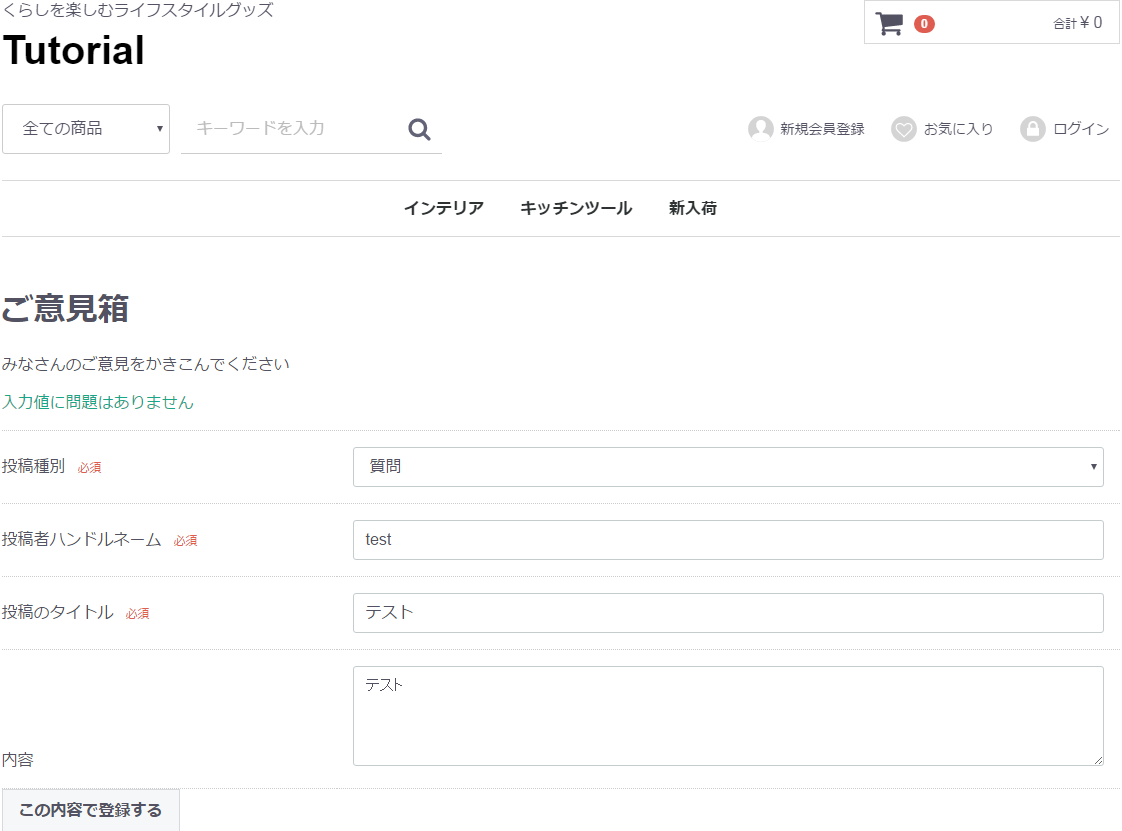 くらしを楽しむライフスタイルグッズ
0 合計 ¥ 0
Tutorial
全ての商品 キーワードを入力 新規会員登録 お気に入り ログイン
インテリア キッチンツール 新入荷
ご意見箱
みなさんのご意見をかきこんでください
入力値に問題はありません
投稿種別 必須 質問
投稿者ハンドルネーム 必須 test
投稿のタイトル 必須 テスト
テスト
内容
この内容で登録する